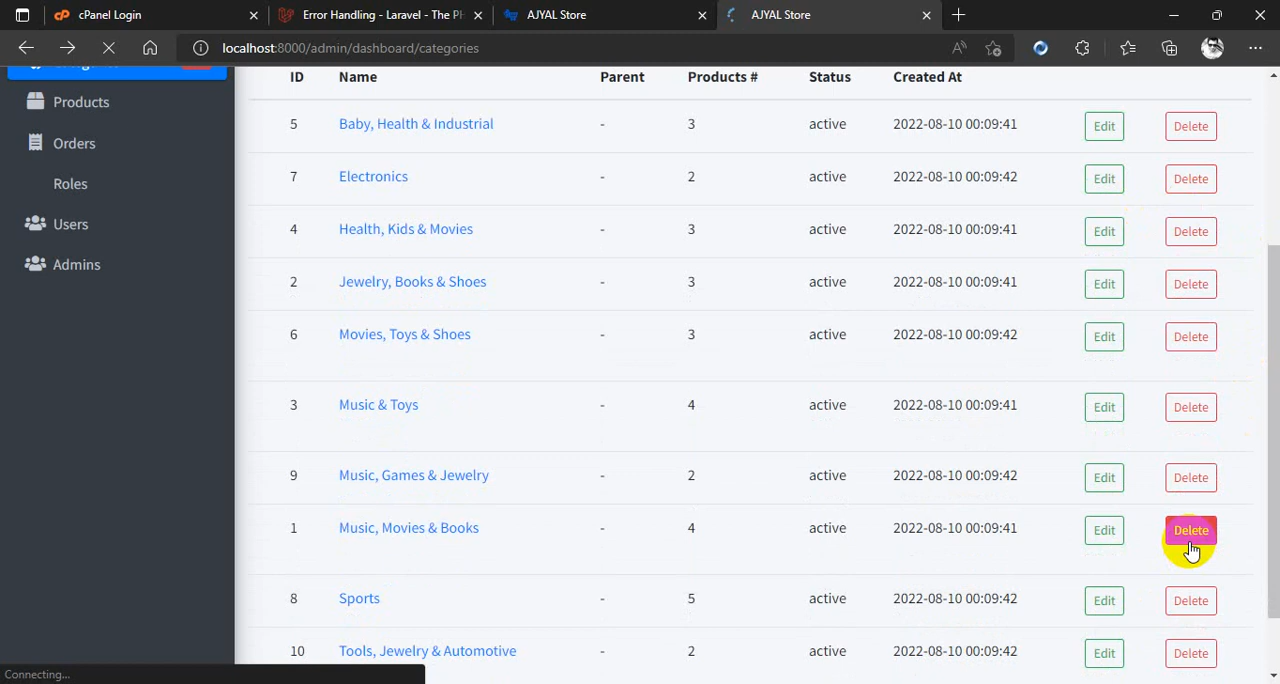 cPanel Login
Error Handling - Laravel - The PH
AJYAL Store
AJYAL Store
localhost:8000/admin/dashboard/categories
Products
Orders
Roles
Users
Admins
ID Name Parent Products # Status Created At
5 Baby, Health & Industrial - 3 active 2022-08-10 00:09:41 Edit Delete
7 Electronics - 2 active 2022-08-10 00:09:42 Edit Delete
4 Health, Kids & Movies - 3 active 2022-08-10 00:09:41 Edit Delete
2 Jewelry, Books & Shoes - 3 active 2022-08-10 00:09:41 Edit Delete
6 Movies, Toys & Shoes - 3 active 2022-08-10 00:09:42 Edit Delete
3 Music & Toys - 4 active 2022-08-10 00:09:41 Edit Delete
9 Music, Games & Jewelry - 2 active 2022-08-10 00:09:42 Edit Delete
1 Music, Movies & Books - 4 active 2022-08-10 00:09:41 Edit Delete
8 Sports - 5 active 2022-08-10 00:09:42 Edit Delete
10 Tools, Jewelry & Automotive - 2 active 2022-08-10 00:09:42 Edit Delete
Connecting...